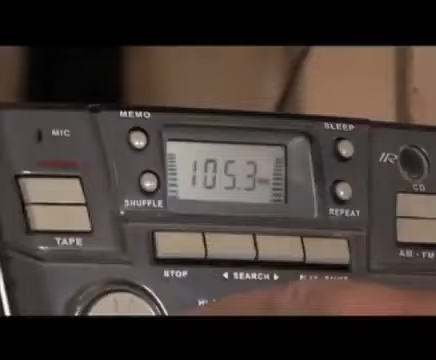 MEMO
SLEEP
MIC
105.3
CD
SHUFFLE
REPEAT
TAPE
AM - FM
STOP
◄ SEARCH ►